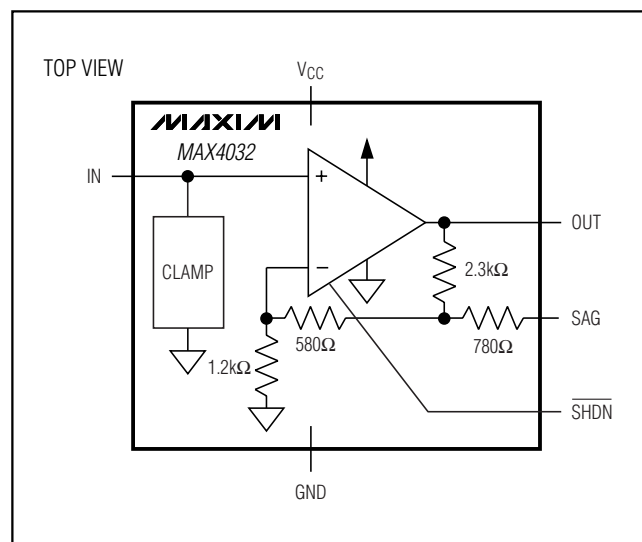 TOP VIEW
VCC
MAXIM
MAX4032
IN
+
OUT
CLAMP
−
2.3kΩ
SAG
580Ω
780Ω
1.2kΩ
SHDN
GND